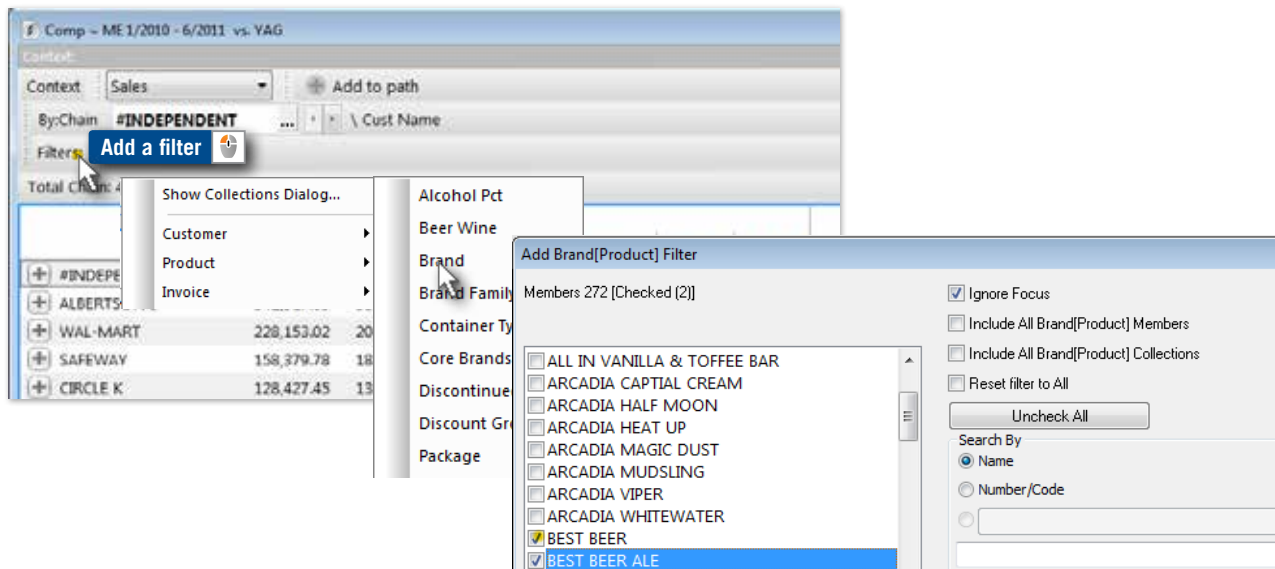 Comp ~ ME 1/2010 - 6/2011 vs. YAG
Context:
Context Sales Add to path
By:Chain #INDEPENDENT ... \ Cust Name
Filters:
Add a filter
Total Chain: 4
Show Collections Dialog...
Customer
Product
Invoice
Alcohol Pct
Beer Wine
Brand
Brand Family
Container Ty
Core Brands
Discontinue
Discount Gr
Package
#INDEPE
ALBERTS
WAL-MART 228,153.02 20
SAFEWAY 158,379.78 18
CIRCLE K 128,427.45 13
Add Brand[Product] Filter
Members 272 [Checked (2)]
ALL IN VANILLA & TOFFEE BAR
ARCADIA CAPTIAL CREAM
ARCADIA HALF MOON
ARCADIA HEAT UP
ARCADIA MAGIC DUST
ARCADIA MUDSLING
ARCADIA VIPER
ARCADIA WHITEWATER
BEST BEER
BEST BEER ALE
Ignore Focus
Include All Brand[Product] Members
Include All Brand[Product] Collections
Reset filter to All
Uncheck All
Search By
Name
Number/Code